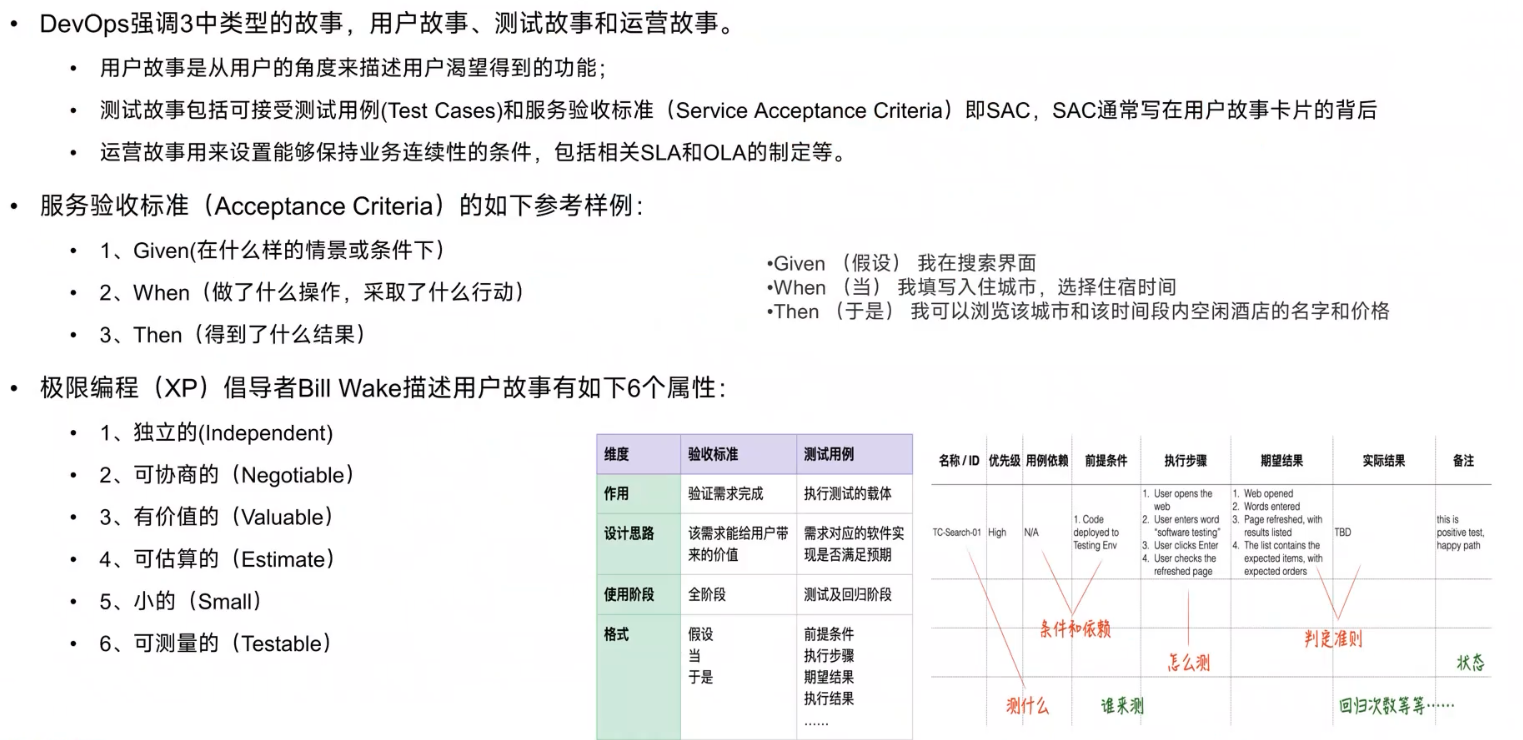 • DevOps强调3中类型的故事，用户故事、测试故事和运营故事。
• 用户故事是从用户的角度来描述用户渴望得到的功能；
• 测试故事包括可接受测试用例(Test Cases)和服务验收标准（Service Acceptance Criteria）即SAC，SAC通常写在用户故事卡片的背后
• 运营故事用来设置能够保持业务连续性的条件，包括相关SLA和OLA的制定等。
• 服务验收标准（Acceptance Criteria）的如下参考样例：
• 1、Given(在什么样的情景或条件下）
• 2、When（做了什么操作，采取了什么行动）
• 3、Then（得到了什么结果）
•Given （假设） 我在搜索界面
•When （当） 我填写入住城市，选择住宿时间
•Then （于是） 我可以浏览该城市和该时间段内空闲酒店的名字和价格
• 极限编程（XP）倡导者Bill Wake描述用户故事有如下6个属性：
• 1、独立的(Independent)
• 2、可协商的（Negotiable）
• 3、有价值的（Valuable）
• 4、可估算的（Estimate）
• 5、小的（Small）
• 6、可测量的（Testable）
维度 验收标准 测试用例
作用 验证需求完成 执行测试的载体
设计思路 该需求能给用户带 需求对应的软件实
来的价值 现是否满足预期
使用阶段 全阶段 测试及回归阶段
格式 假设 前提条件
当 执行步骤
于是 期望结果
执行结果
……
名称 / ID 优先级 用例依赖 前提条件 执行步骤 期望结果 实际结果 备注
TC-Search-01 High N/A
1. Code
deployed to
Testing Env
1. User opens the
web
2. User enters word
“software testing”
3. User clicks Enter
4. User checks the
refreshed page
1. Web opened
2. Words entered
3. Page refreshed, with
results listed
4. The list contains the
expected items, with
expected orders
TBD
this is
positive test,
happy path
条件和依赖
怎么测
判定准则
状态
测什么
谁来测
回归次数等等……